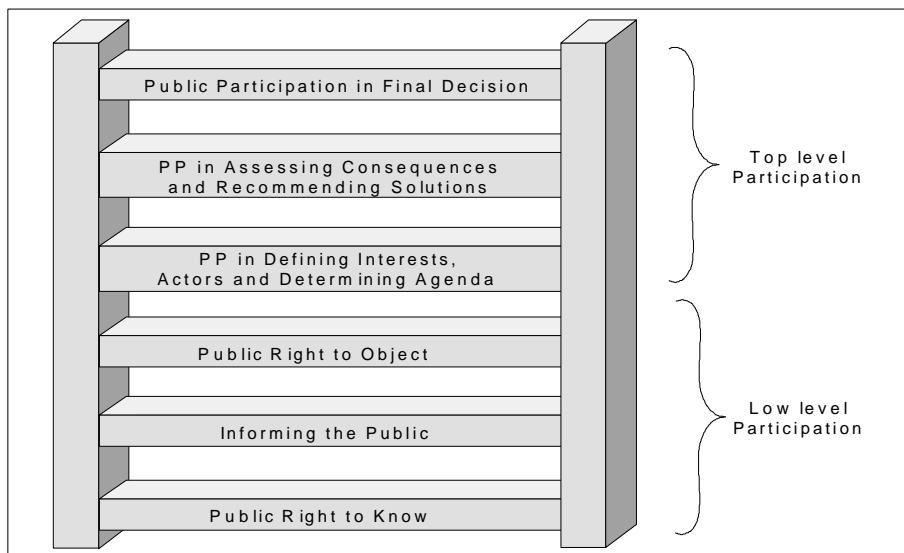 Public Participation in Final Decision
PP in Assessing Consequences
and Recommending Solutions
PP in Defining Interests,
Actors and Determining Agenda
Public Right to Object
Informing the Public
Public Right to Know
Top level
Participation
Low level
Participation